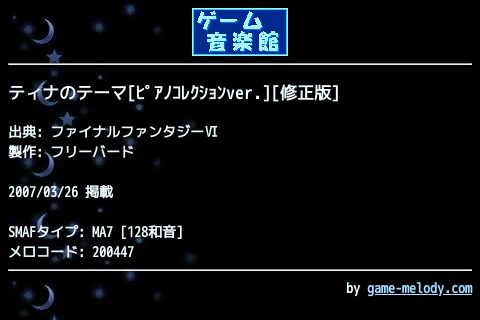 ゲーム
音楽館
ティナのテーマ[ﾋﾟｱﾉｺﾚｸｼｮﾝver.][修正版]
出典: ファイナルファンタジーⅥ
製作: フリーバード
2007/03/26 掲載
SMAFタイプ: MA7 [128和音]
メロコード: 200447
by game-melody.com